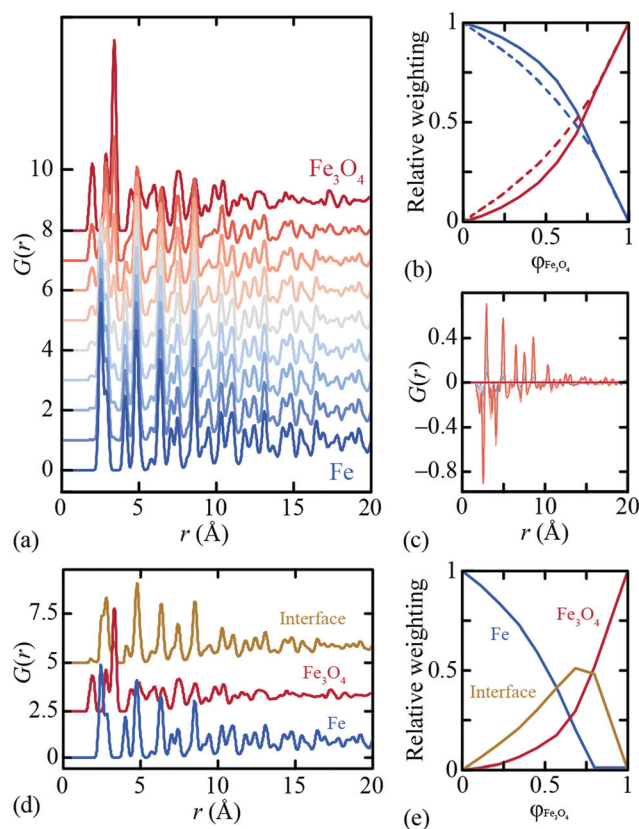 10
8
6
4
2
0
G(r)
Fe₃O₄
Fe
0
5
10
15
20
r (Å)
(a)
1
0.5
0
Relative weighting
0
0.5
1
φFe₃O₄
(b)
0.4
0
−0.4
−0.8
G(r)
0
5
10
15
20
r (Å)
(c)
7.5
5
2.5
0
G(r)
Interface
Fe₃O₄
Fe
0
5
10
15
20
r (Å)
(d)
1
0.5
0
Relative weighting
Fe
Fe₃O₄
Interface
0
0.5
1
φFe₃O₄
(e)